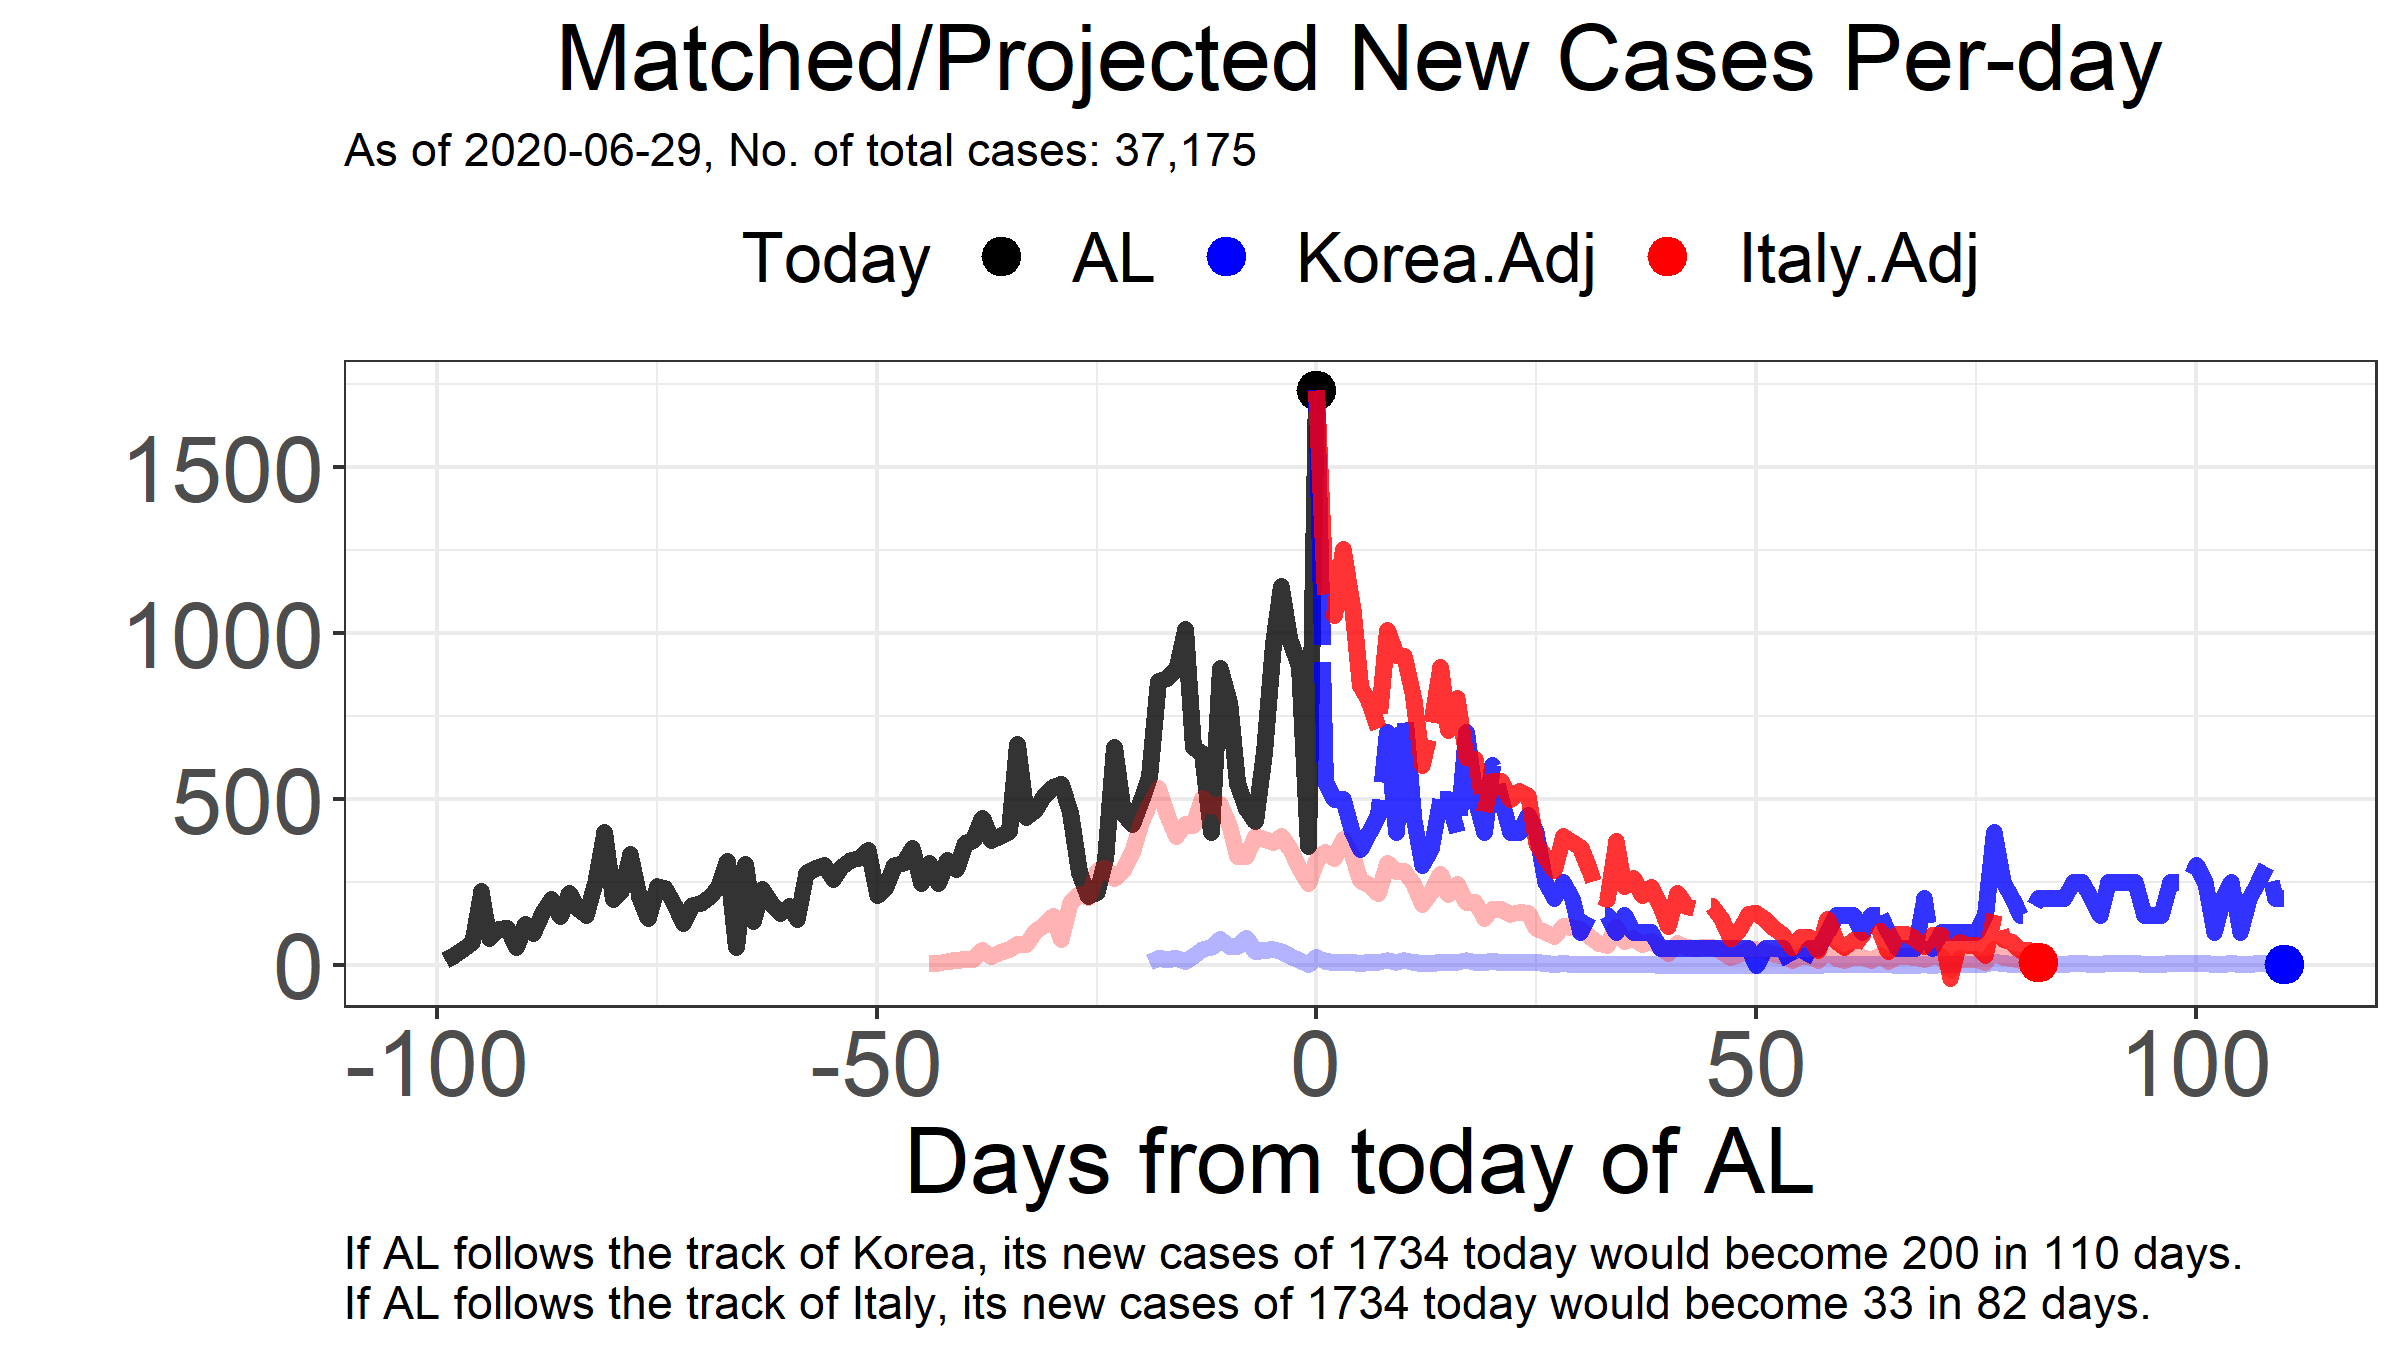 Matched/Projected New Cases Per-day
As of 2020-06-29, No. of total cases: 37,175
Today AL Korea.Adj Italy.Adj
1500
1000
500
0
-100 -50 0 50 100
Days from today of AL
If AL follows the track of Korea, its new cases of 1734 today would become 200 in 110 days.
If AL follows the track of Italy, its new cases of 1734 today would become 33 in 82 days.